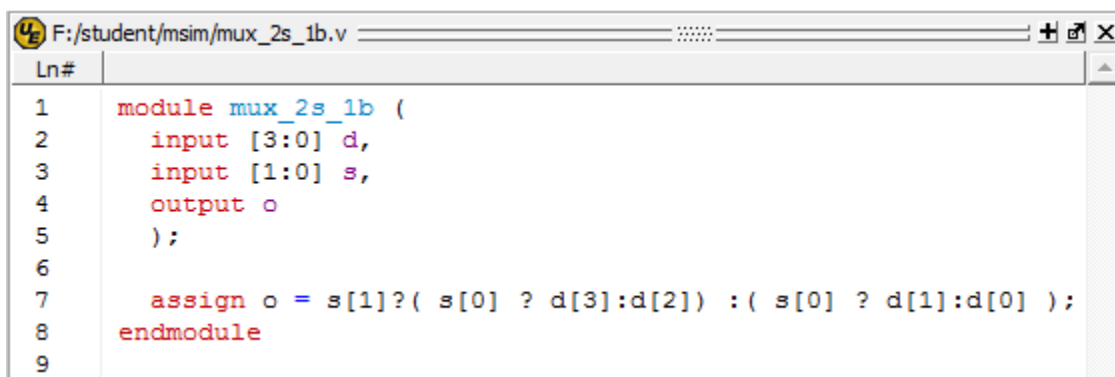 F:/student/msim/mux_2s_1b.v
Ln#
1 module mux_2s_1b (
2 input [3:0] d,
3 input [1:0] s,
4 output o
5 );
6
7 assign o = s[1]?( s[0] ? d[3]:d[2]) :( s[0] ? d[1]:d[0] );
8 endmodule
9